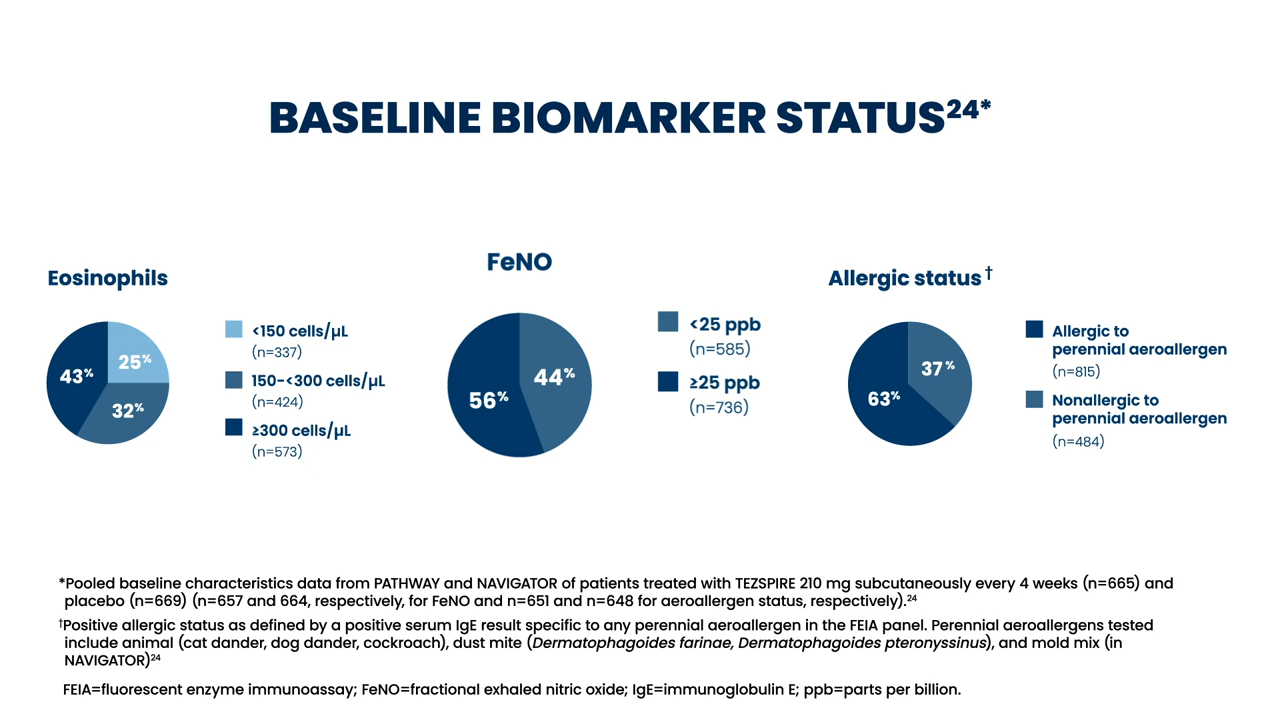 BASELINE BIOMARKER STATUS24*
Eosinophils
43%
25%
32%
<150 cells/µL
(n=337)
150-<300 cells/µL
(n=424)
≥300 cells/µL
(n=573)
FeNO
56%
44%
<25 ppb
(n=585)
≥25 ppb
(n=736)
Allergic status†
37%
63%
Allergic to
perennial aeroallergen
(n=815)
Nonallergic to
perennial aeroallergen
(n=484)
*Pooled baseline characteristics data from PATHWAY and NAVIGATOR of patients treated with TEZSPIRE 210 mg subcutaneously every 4 weeks (n=665) and
placebo (n=669) (n=657 and 664, respectively, for FeNO and n=651 and n=648 for aeroallergen status, respectively).24
†Positive allergic status as defined by a positive serum IgE result specific to any perennial aeroallergen in the FEIA panel. Perennial aeroallergens tested
include animal (cat dander, dog dander, cockroach), dust mite (Dermatophagoides farinae, Dermatophagoides pteronyssinus), and mold mix (in
NAVIGATOR)24
FEIA=fluorescent enzyme immunoassay; FeNO=fractional exhaled nitric oxide; IgE=immunoglobulin E; ppb=parts per billion.